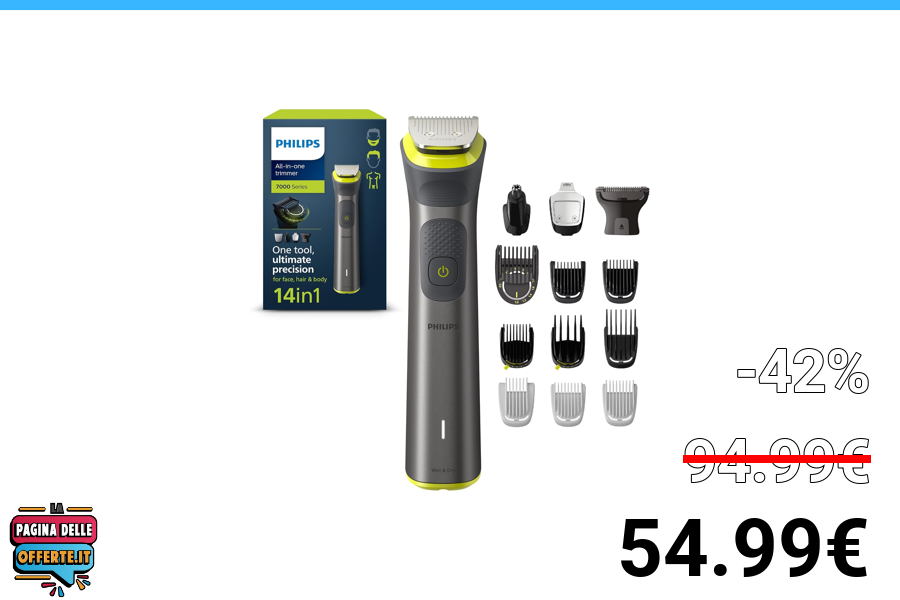 PHILIPS
All-in-one
trimmer
7000 Series
One tool,
ultimate
precision
for face, hair & body
14in1
PHILIPS
-42%
94.99€
54.99€
LA
PAGINA DELLE
OFFERTE.IT